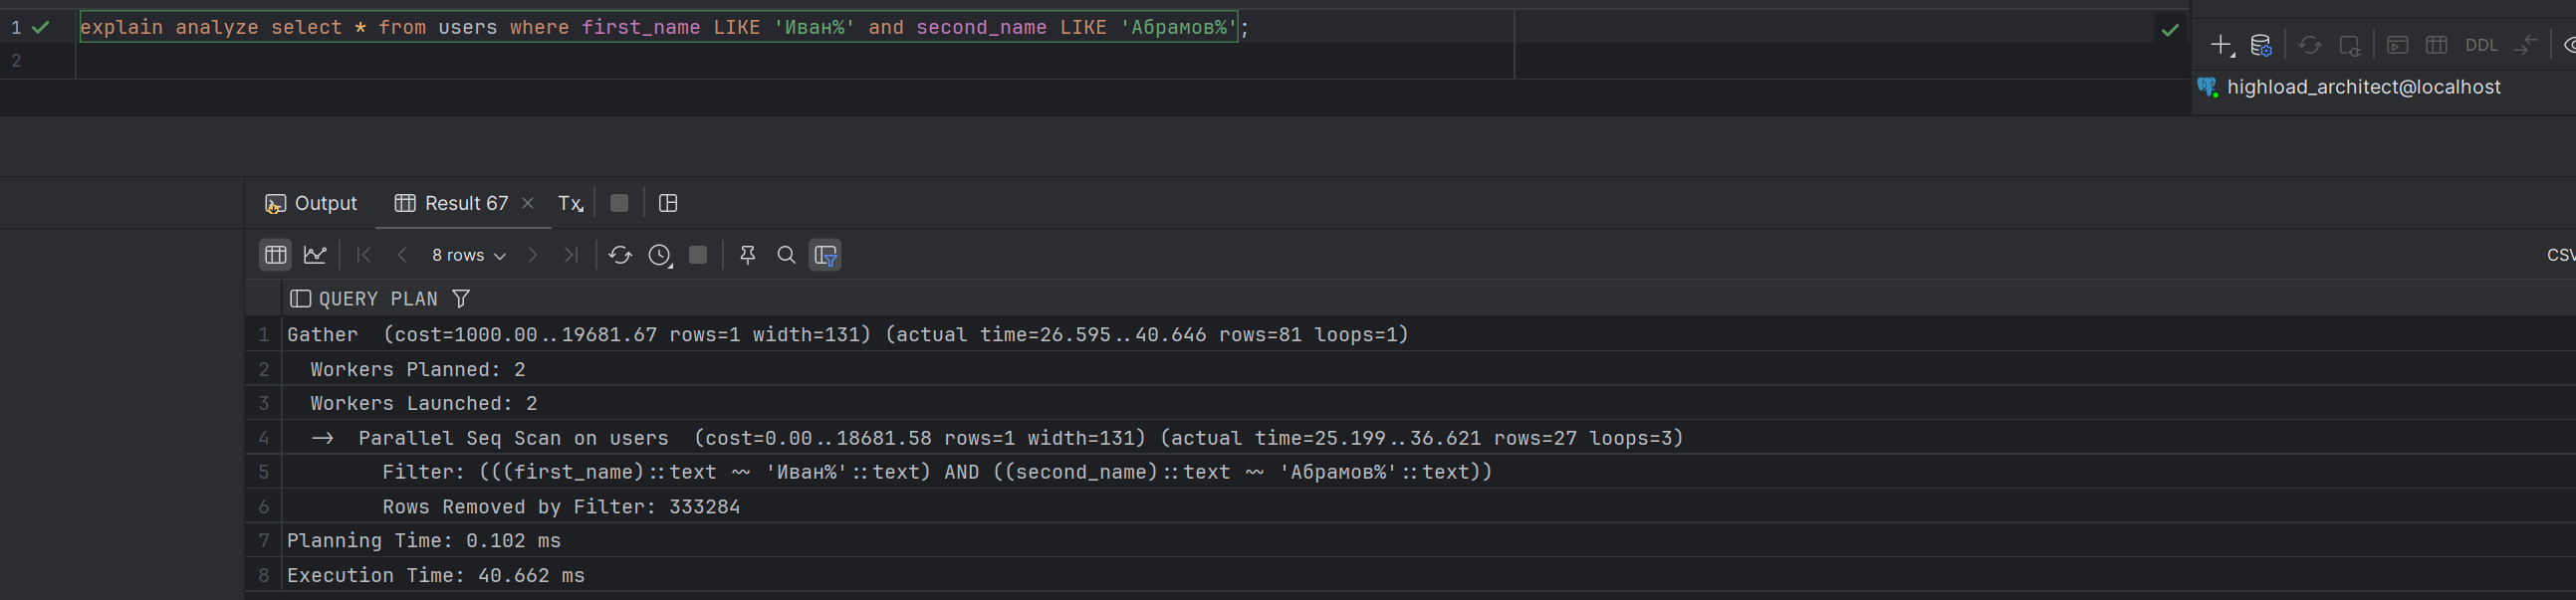 1 explain analyze select * from users where first_name LIKE 'Иван%' and second_name LIKE 'Абрамов%';
2
DDL
highload_architect@localhost
Output Result 67 Tx
8 rows
CSV
QUERY PLAN
1 Gather (cost=1000.00..19681.67 rows=1 width=131) (actual time=26.595..40.646 rows=81 loops=1)
2 Workers Planned: 2
3 Workers Launched: 2
4 -> Parallel Seq Scan on users (cost=0.00..18681.58 rows=1 width=131) (actual time=25.199..36.621 rows=27 loops=3)
5 Filter: (((first_name)::text ~~ 'Иван%'::text) AND ((second_name)::text ~~ 'Абрамов%'::text))
6 Rows Removed by Filter: 333284
7 Planning Time: 0.102 ms
8 Execution Time: 40.662 ms